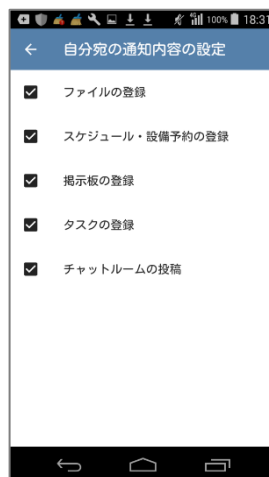 4G 100% 18:31
自分宛の通知内容の設定
ファイルの登録
スケジュール・設備予約の登録
掲示板の登録
タスクの登録
チャットルームの投稿